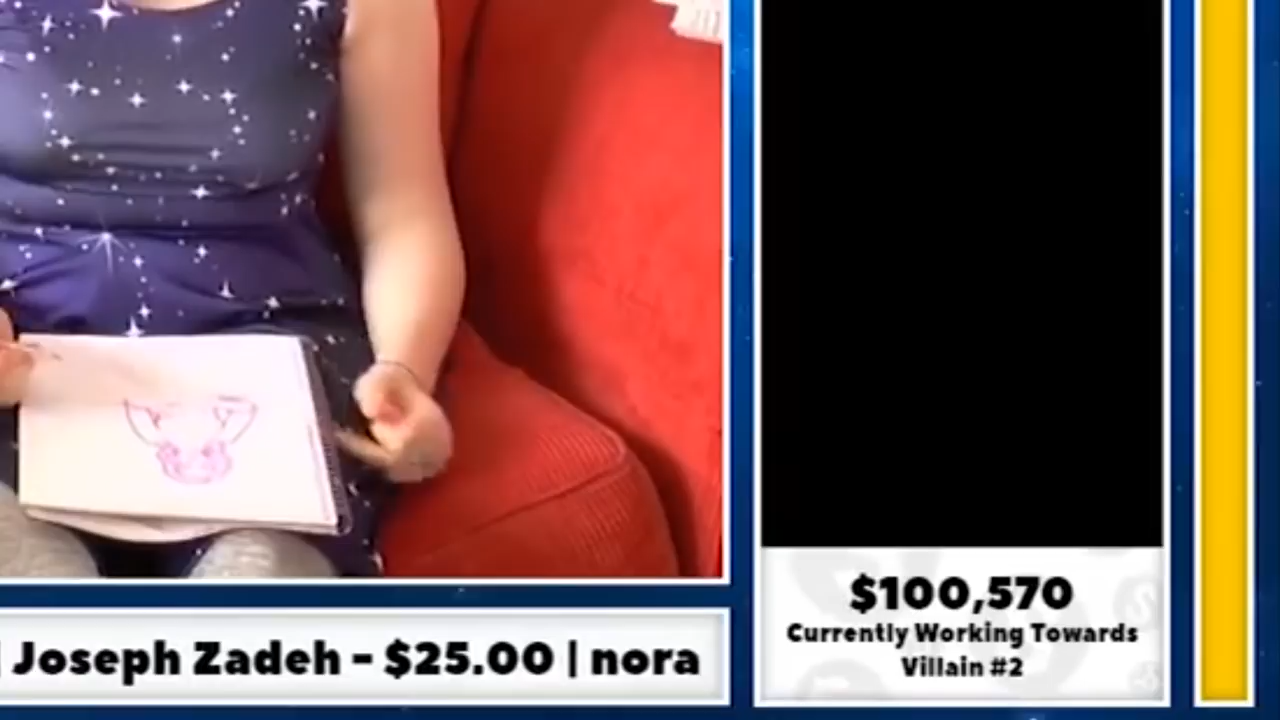 | Joseph Zadeh - $25.00 | nora
$100,570
Currently Working Towards
Villain #2